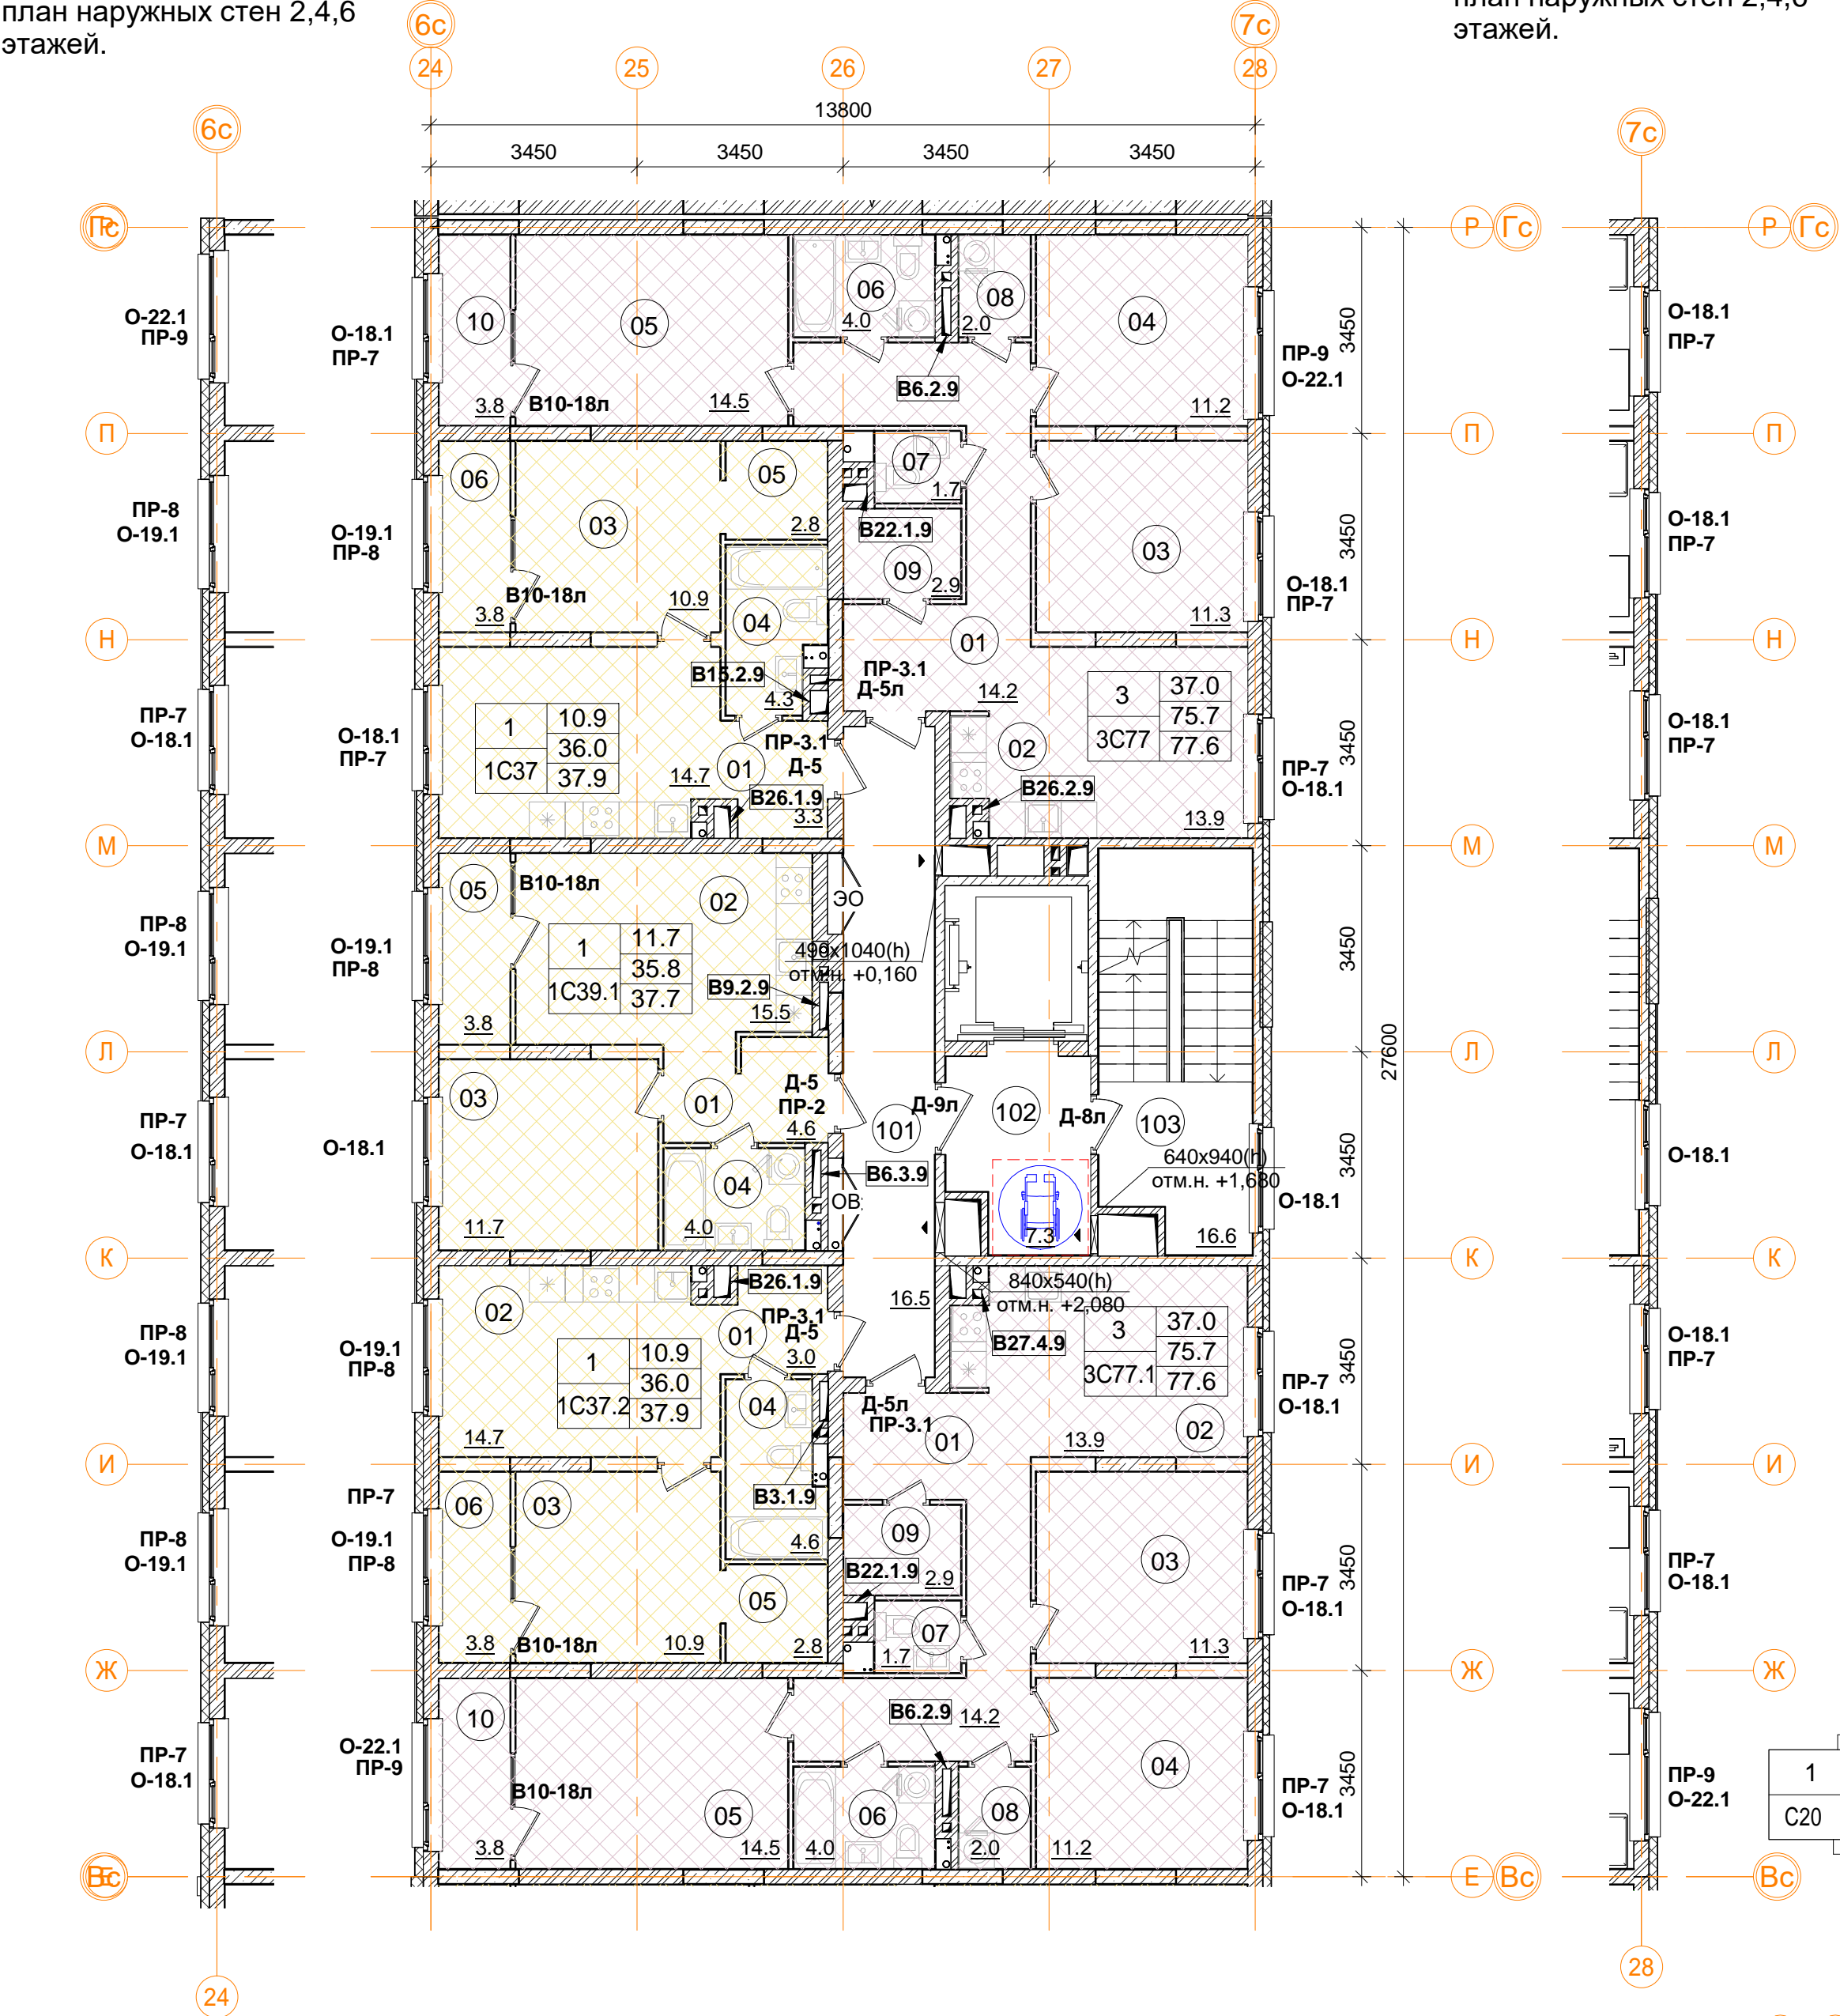 план наружных стен 2,4,6
этажей.
план наружных стен 2,4,6
этажей.
6с
24
25
26
27
7с
28
13800
3450
3450
3450
3450
6с
7с
Гс
Р
Р
Гс
Р
Гс
О-22.1
ПР-9
О-18.1
ПР-7
10
05
06
08
04
4.0
2.0
ПР-9
О-22.1
3450
О-18.1
ПР-7
3.8
В10-18л
14.5
В6.2.9
11.2
П
П
П
ПР-8
О-19.1
О-19.1
ПР-8
06
03
05
2.8
07
1.7
В22.1.9
09
2.9
03
3450
О-18.1
ПР-7
3.8
В10-18л
10.9
04
11.3
О-18.1
ПР-7
Н
Н
Н
01
В15.2.9
4.3
ПР-3.1
Д-5л
14.2
ПР-7
О-18.1
О-18.1
ПР-7
1
10.9
36.0
1С37
37.9
14.7
01
ПР-3.1
Д-5
В26.1.9
3.3
3
37.0
75.7
3С77
77.6
02
В26.2.9
13.9
ПР-7
О-18.1
3450
О-18.1
ПР-7
М
М
М
05
В10-18л
02
ЭО
ПР-8
О-19.1
О-19.1
ПР-8
1
11.7
35.8
1С39.1
37.7
490х1040(h)
отм.н. +0,160
В9.2.9
15.5
3.8
3450
27600
Л
Л
Л
03
01
Д-5
ПР-2
4.6
101
Д-9л
102
Д-8л
103
ПР-7
О-18.1
О-18.1
04
4.0
11.7
В6.3.9
ОВ
640х940(h)
отм.н. +1,680
7.3
16.6
О-18.1
3450
О-18.1
К
К
К
02
В26.1.9
01
ПР-3.1
Д-5
3.0
16.5
840х540(h)
отм.н. +2,080
В27.4.9
ПР-8
О-19.1
О-19.1
ПР-8
1
10.9
36.0
1С37.2
37.9
14.7
04
3
37.0
75.7
3С77.1
77.6
Д-5л
ПР-3.1
01
13.9
02
ПР-7
О-18.1
3450
О-18.1
ПР-7
И
И
И
ПР-7
О-19.1
ПР-8
ПР-8
О-19.1
06
03
В3.1.9
4.6
05
3.8
В10-18л
10.9
2.8
09
В22.1.9
2.9
07
1.7
03
11.3
ПР-7
О-18.1
3450
ПР-7
О-18.1
Ж
Ж
Ж
10
О-22.1
ПР-9
ПР-7
О-18.1
В6.2.9
14.2
В10-18л
05
06
08
04
3.8
14.5
4.0
2.0
11.2
ПР-7
О-18.1
3450
ПР-9
О-22.1
1
С20
Вс
Е
Е
Вс
Вс
24
28